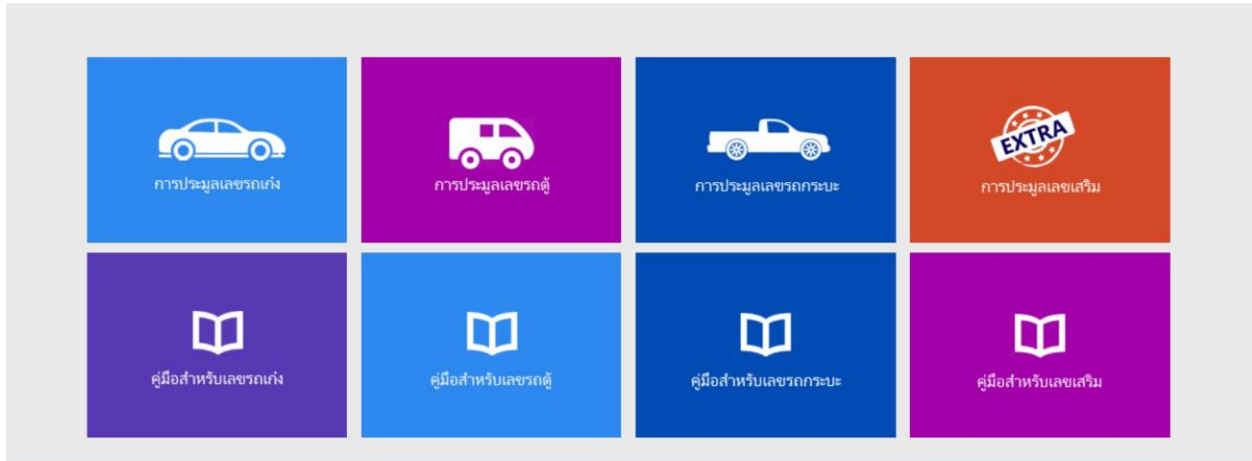 การประมูลเลขรถเก๋ง
การประมูลเลขรถตู้
การประมูลเลขรถกระบะ
EXTRA
การประมูลเลขเสริม
คู่มือสำหรับเลขรถเก๋ง
คู่มือสำหรับเลขรถตู้
คู่มือสำหรับเลขรถกระบะ
คู่มือสำหรับเลขเสริม